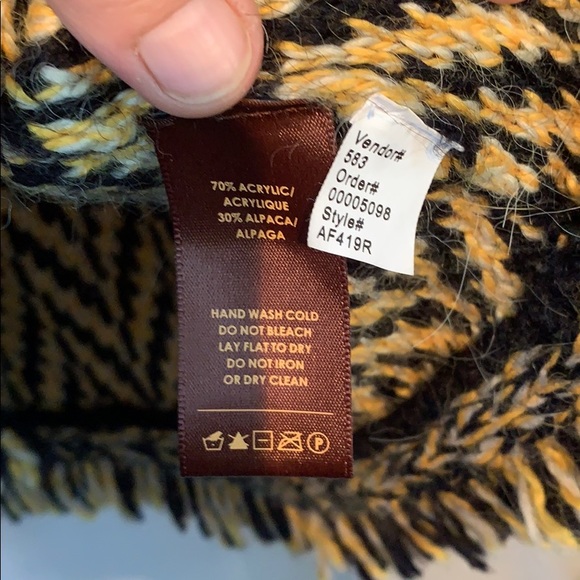 70% ACRYLIC/
ACRYLIQUE
30% ALPACA/
ALPAGA
HAND WASH COLD
DO NOT BLEACH
LAY FLAT TO DRY
DO NOT IRON
OR DRY CLEAN
P
Vendor#
583
Order#
00005098
Style#
AF419R